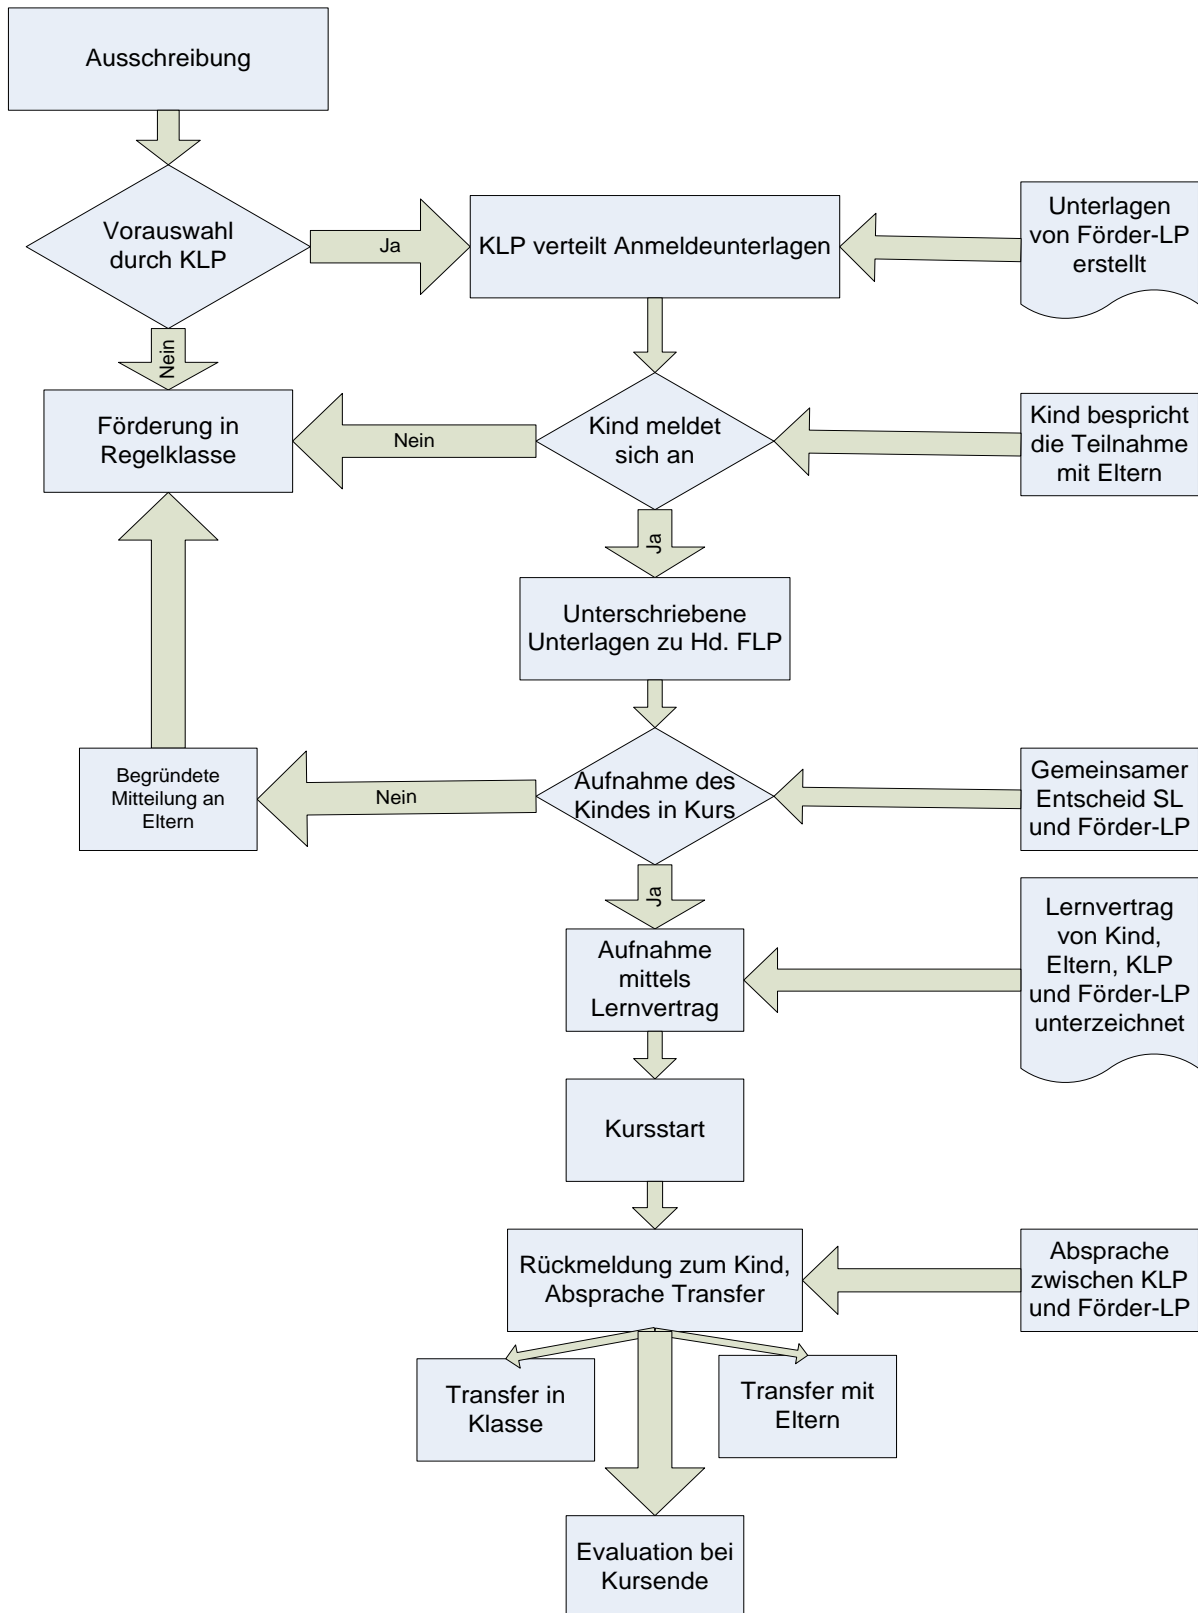 Ausschreibung
Vorauswahl
durch KLP
Ja
KLP verteilt Anmeldeunterlagen
Unterlagen
von Förder-LP
erstellt
Nein
Förderung in
Regelklasse
Nein
Kind meldet
sich an
Kind bespricht
die Teilnahme
mit Eltern
Ja
Unterschriebene
Unterlagen zu Hd. FLP
Begründete
Mitteilung an
Eltern
Nein
Aufnahme des
Kindes in Kurs
Gemeinsamer
Entscheid SL
und Förder-LP
Ja
Aufnahme
mittels
Lernvertrag
Lernvertrag
von Kind,
Eltern, KLP
und Förder-LP
unterzeichnet
Kursstart
Rückmeldung zum Kind,
Absprache Transfer
Absprache
zwischen KLP
und Förder-LP
Transfer in
Klasse
Transfer mit
Eltern
Evaluation bei
Kursende